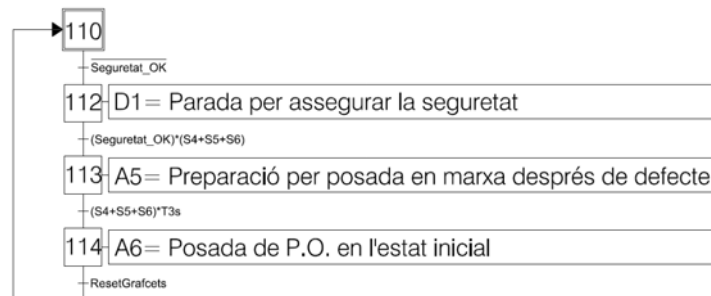 110
Seguretat_OK
112 D1= Parada per assegurar la seguretat
(Seguretat_OK)*(S4+S5+S6)
113 A5= Preparació per posada en marxa després de defecte
(S4+S5+S6)*T3s
114 A6= Posada de P.O. en l'estat inicial
ResetGrafcets